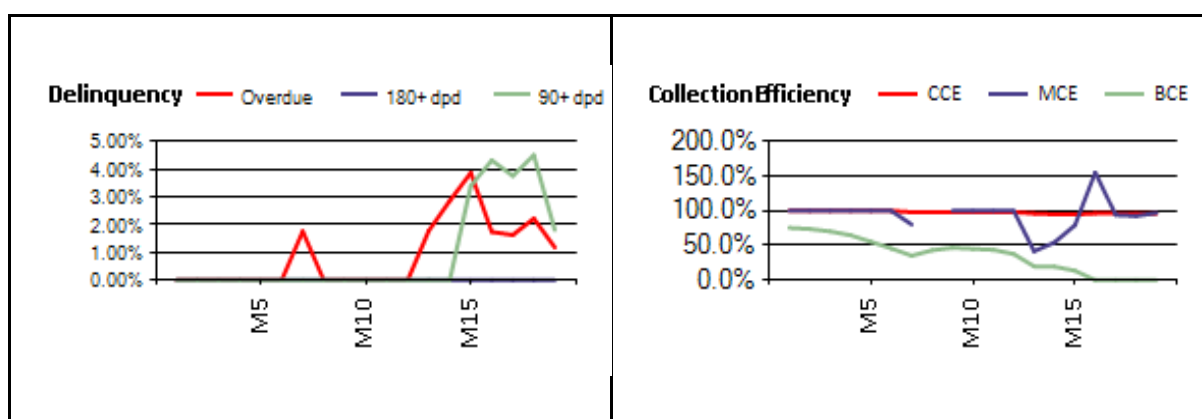 Delinquency Overdue 180+ dpd 90+ dpd
5.00%
4.00%
3.00%
2.00%
1.00%
0.00%
M5 M10 M15
Collection Efficiency CCE MCE BCE
200.0%
150.0%
100.0%
50.0%
0.0%
M5 M10 M15